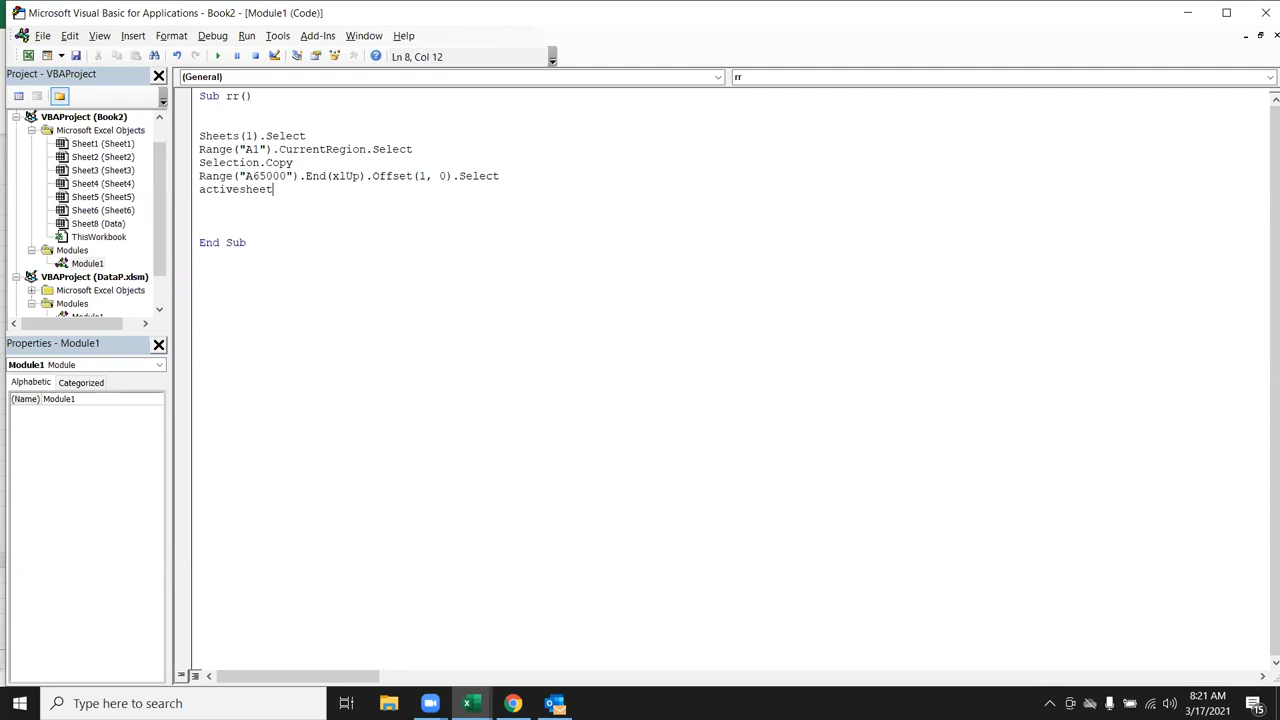 Microsoft Visual Basic for Applications - Book2 - [Module1 (Code)]
File Edit View Insert Format Debug Run Tools Add-Ins Window Help
Ln 8, Col 12
Project - VBAProject
(General)
rr
VBAProject (Book2)
Microsoft Excel Objects
Sheet1 (Sheet1)
Sheet2 (Sheet2)
Sheet3 (Sheet3)
Sheet4 (Sheet4)
Sheet5 (Sheet5)
Sheet6 (Sheet6)
Sheet8 (Data)
ThisWorkbook
Modules
Module1
VBAProject (DataP.xlsm)
Microsoft Excel Objects
Modules
Module1
Sub rr()
Sheets(1).Select
Range("A1").CurrentRegion.Select
Selection.Copy
Range("A65000").End(xlUp).Offset(1, 0).Select
activesheet
End Sub
Properties - Module1
Module1 Module
Alphabetic Categorized
(Name) Module1
Type here to search
8:21 AM
3/17/2021
15